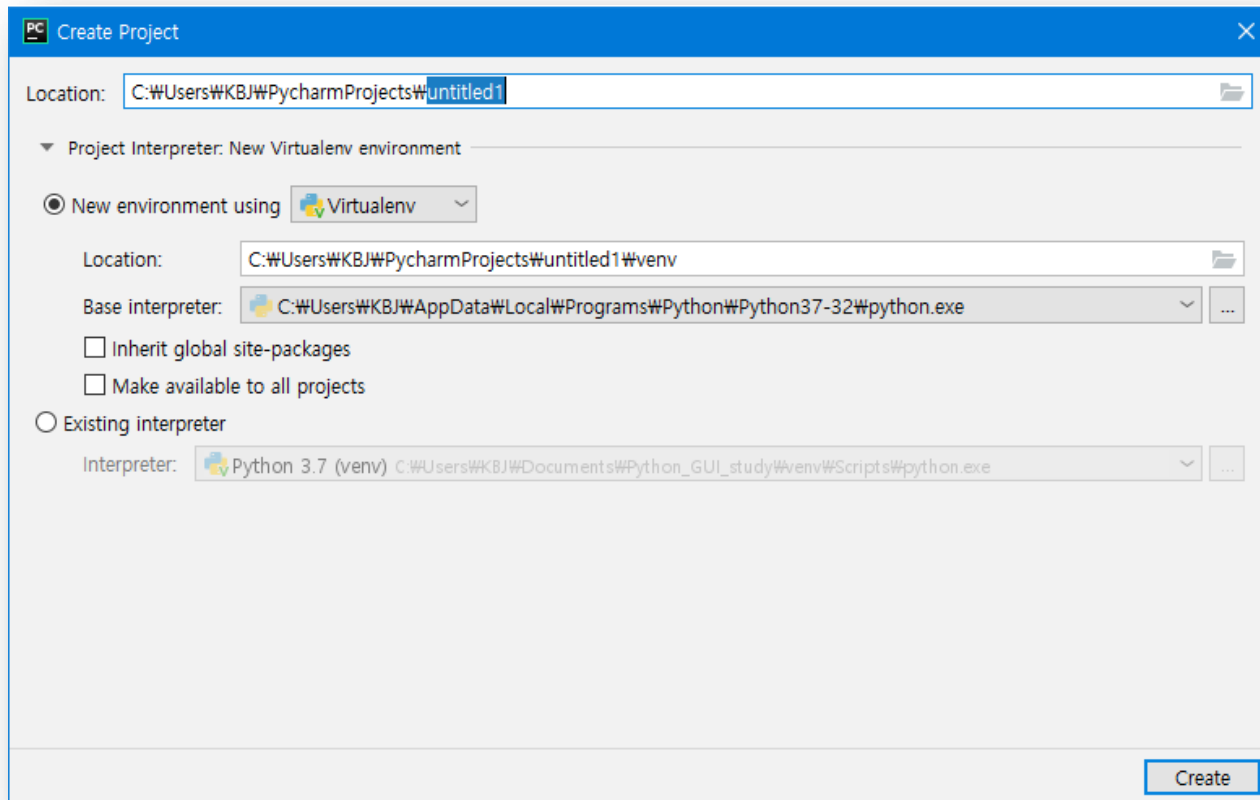 PC Create Project
Location: C:₩Users₩KBJ₩PycharmProjects₩untitled1
Project Interpreter: New Virtualenv environment
New environment using Virtualenv
Location: C:₩Users₩KBJ₩PycharmProjects₩untitled1₩venv
Base interpreter: C:₩Users₩KBJ₩AppData₩Local₩Programs₩Python₩Python37-32₩python.exe ...
Inherit global site-packages
Make available to all projects
Existing interpreter
Interpreter: Python 3.7 (venv) C:₩Users₩KBJ₩Documents₩Python_GUI_study₩venv₩Scripts₩python.exe ...
Create